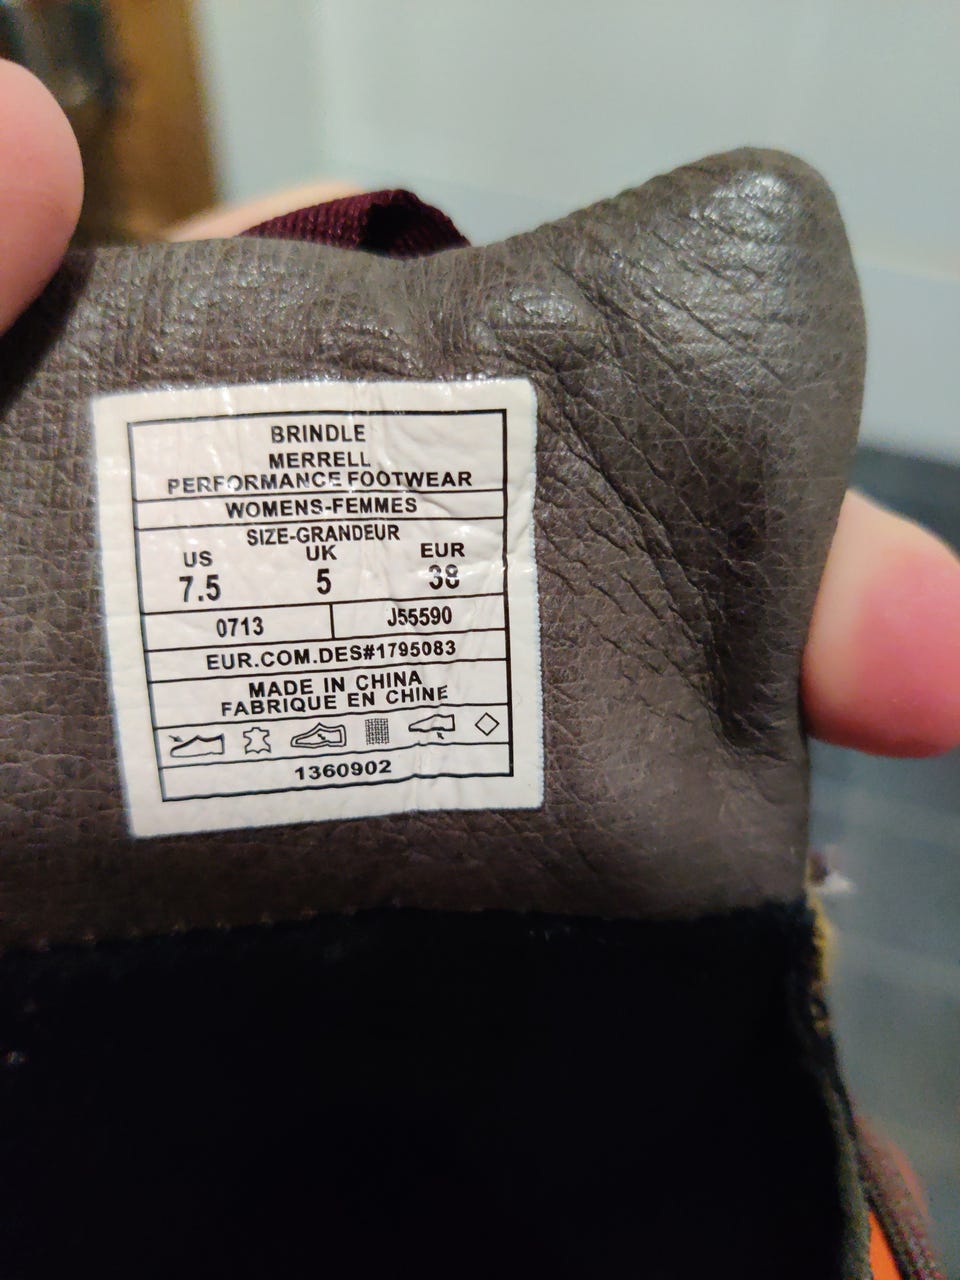 BRINDLE
MERRELL
PERFORMANCE FOOTWEAR
WOMENS-FEMMES
SIZE-GRANDEUR
US UK EUR
7.5 5 38
0713 J55590
EUR.COM.DES#1795083
MADE IN CHINA
FABRIQUE EN CHINE
1360902